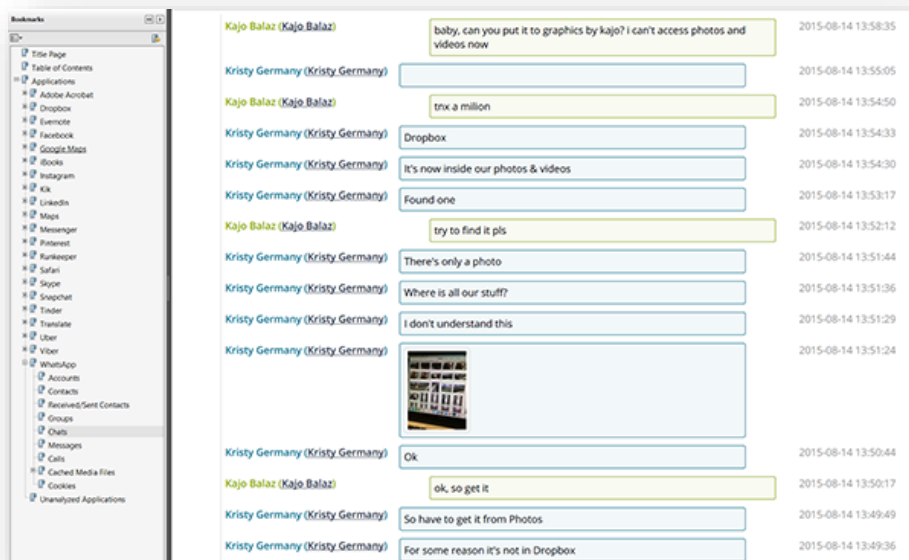 Bookmarks
Title Page
Table of Contents
Applications
Adobe Acrobat
Dropbox
Evernote
Facebook
Google Maps
iBooks
Instagram
Kik
LinkedIn
Maps
Messenger
Pinterest
Runkeeper
Safari
Skype
Snapchat
Tinder
Translate
Uber
Viber
WhatsApp
Accounts
Contacts
Received/Sent Contacts
Groups
Chats
Messages
Calls
Cached Media Files
Cookies
Unanalyzed Applications
Kajo Balaz (Kajo Balaz)
baby, can you put it to graphics by kajo? i can't access photos and
videos now
2015-08-14 13:58:35
Kristy Germany (Kristy Germany)
2015-08-14 13:55:05
Kajo Balaz (Kajo Balaz)
tnx a milion
2015-08-14 13:54:50
Kristy Germany (Kristy Germany)
Dropbox
2015-08-14 13:54:33
Kristy Germany (Kristy Germany)
It's now inside our photos & videos
2015-08-14 13:54:30
Kristy Germany (Kristy Germany)
Found one
2015-08-14 13:53:17
Kajo Balaz (Kajo Balaz)
try to find it pls
2015-08-14 13:52:12
Kristy Germany (Kristy Germany)
There's only a photo
2015-08-14 13:51:44
Kristy Germany (Kristy Germany)
Where is all our stuff?
2015-08-14 13:51:36
Kristy Germany (Kristy Germany)
I don't understand this
2015-08-14 13:51:29
Kristy Germany (Kristy Germany)
2015-08-14 13:51:24
Kristy Germany (Kristy Germany)
Ok
2015-08-14 13:50:44
Kajo Balaz (Kajo Balaz)
ok, so get it
2015-08-14 13:50:17
Kristy Germany (Kristy Germany)
So have to get it from Photos
2015-08-14 13:49:49
Kristy Germany (Kristy Germany)
For some reason it's not in Dropbox
2015-08-14 13:49:36